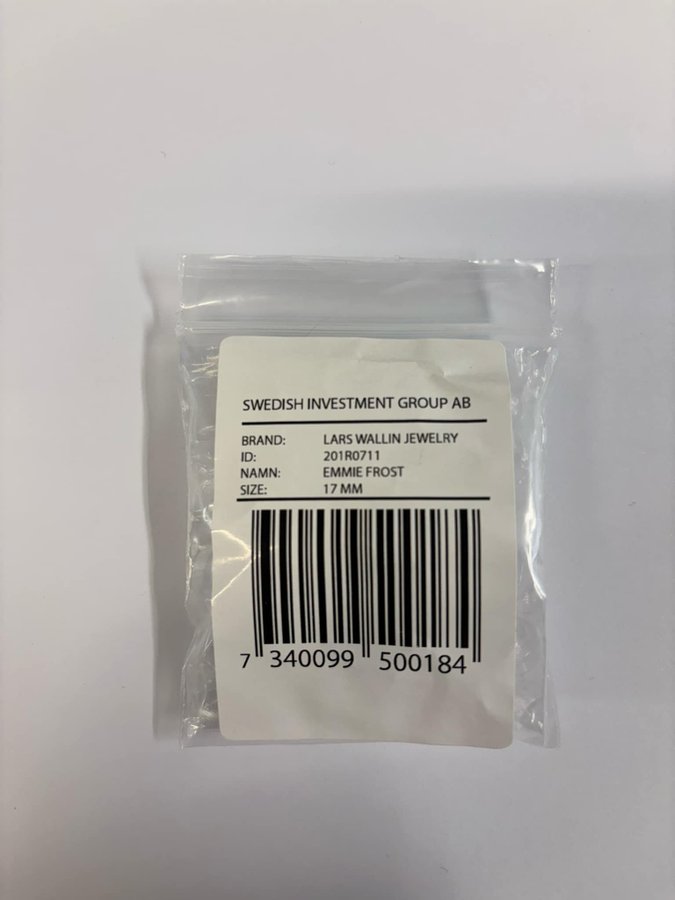 SWEDISH INVESTMENT GROUP AB
BRAND: LARS WALLIN JEWELRY
ID: 201R0711
NAMN: EMMIE FROST
SIZE: 17 MM
7 340099 500184